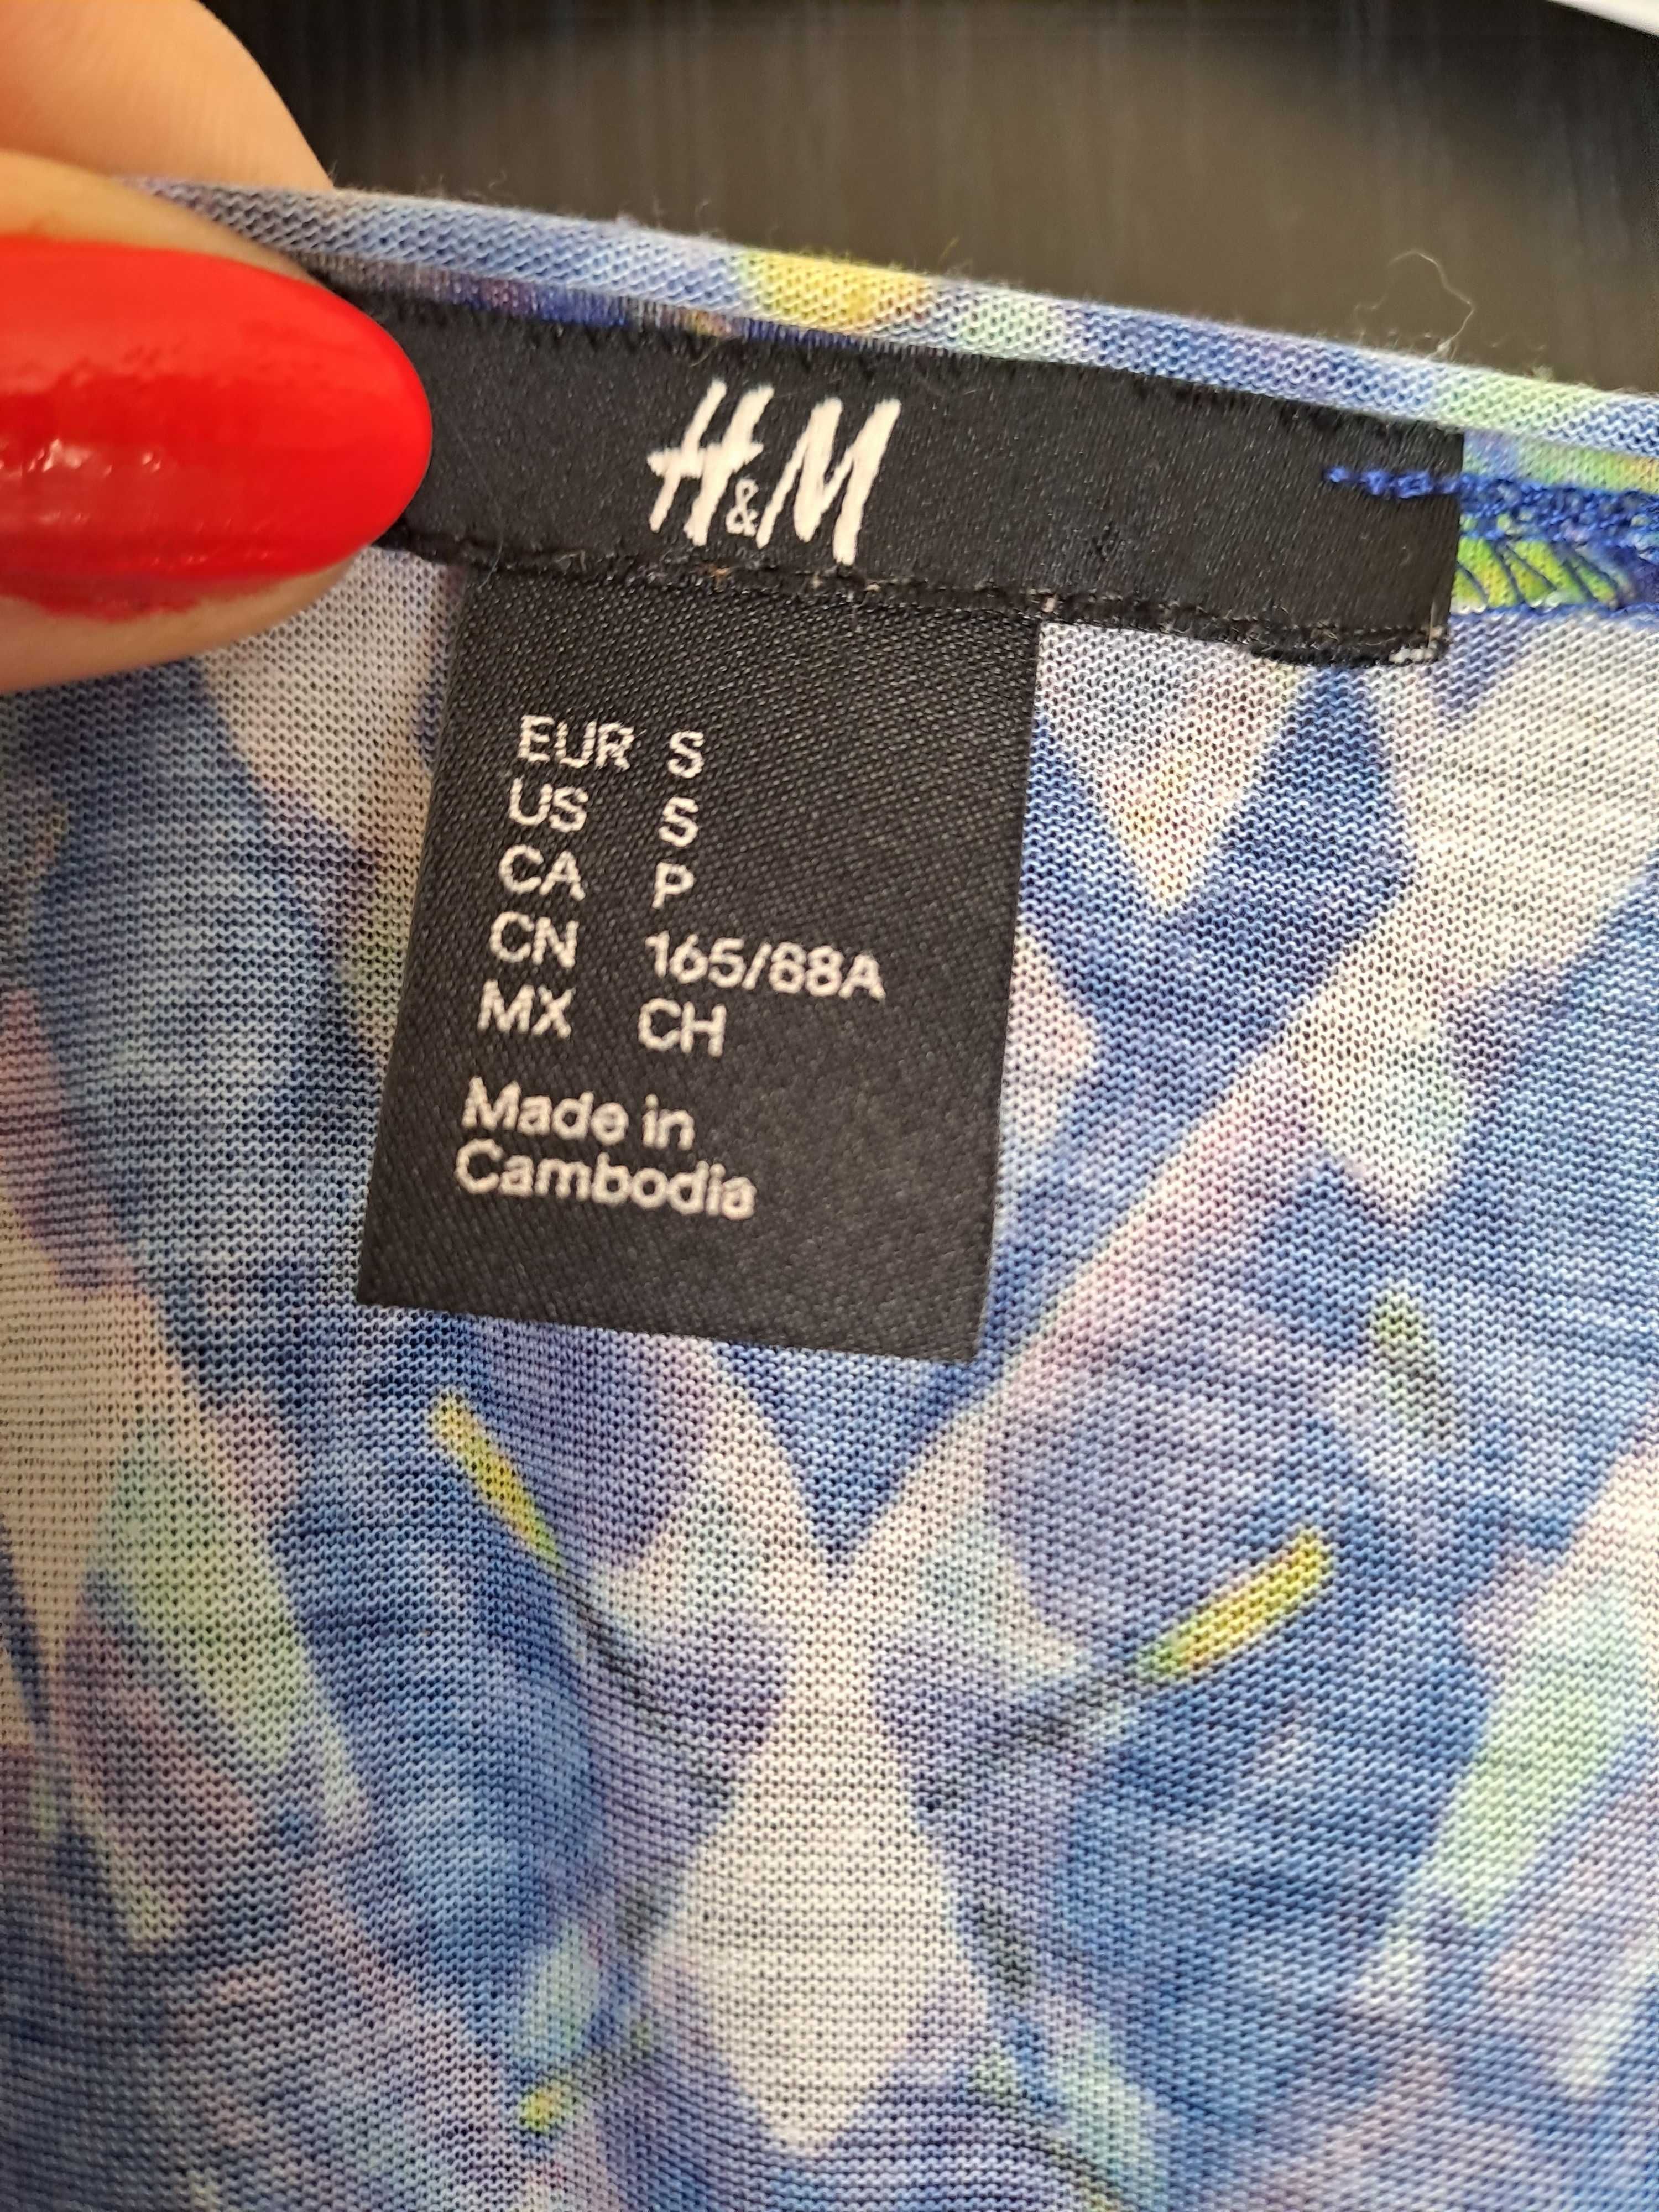 H&M
EUR S
US S
CA P
CN 165/88A
MX CH
Made in
Cambodia